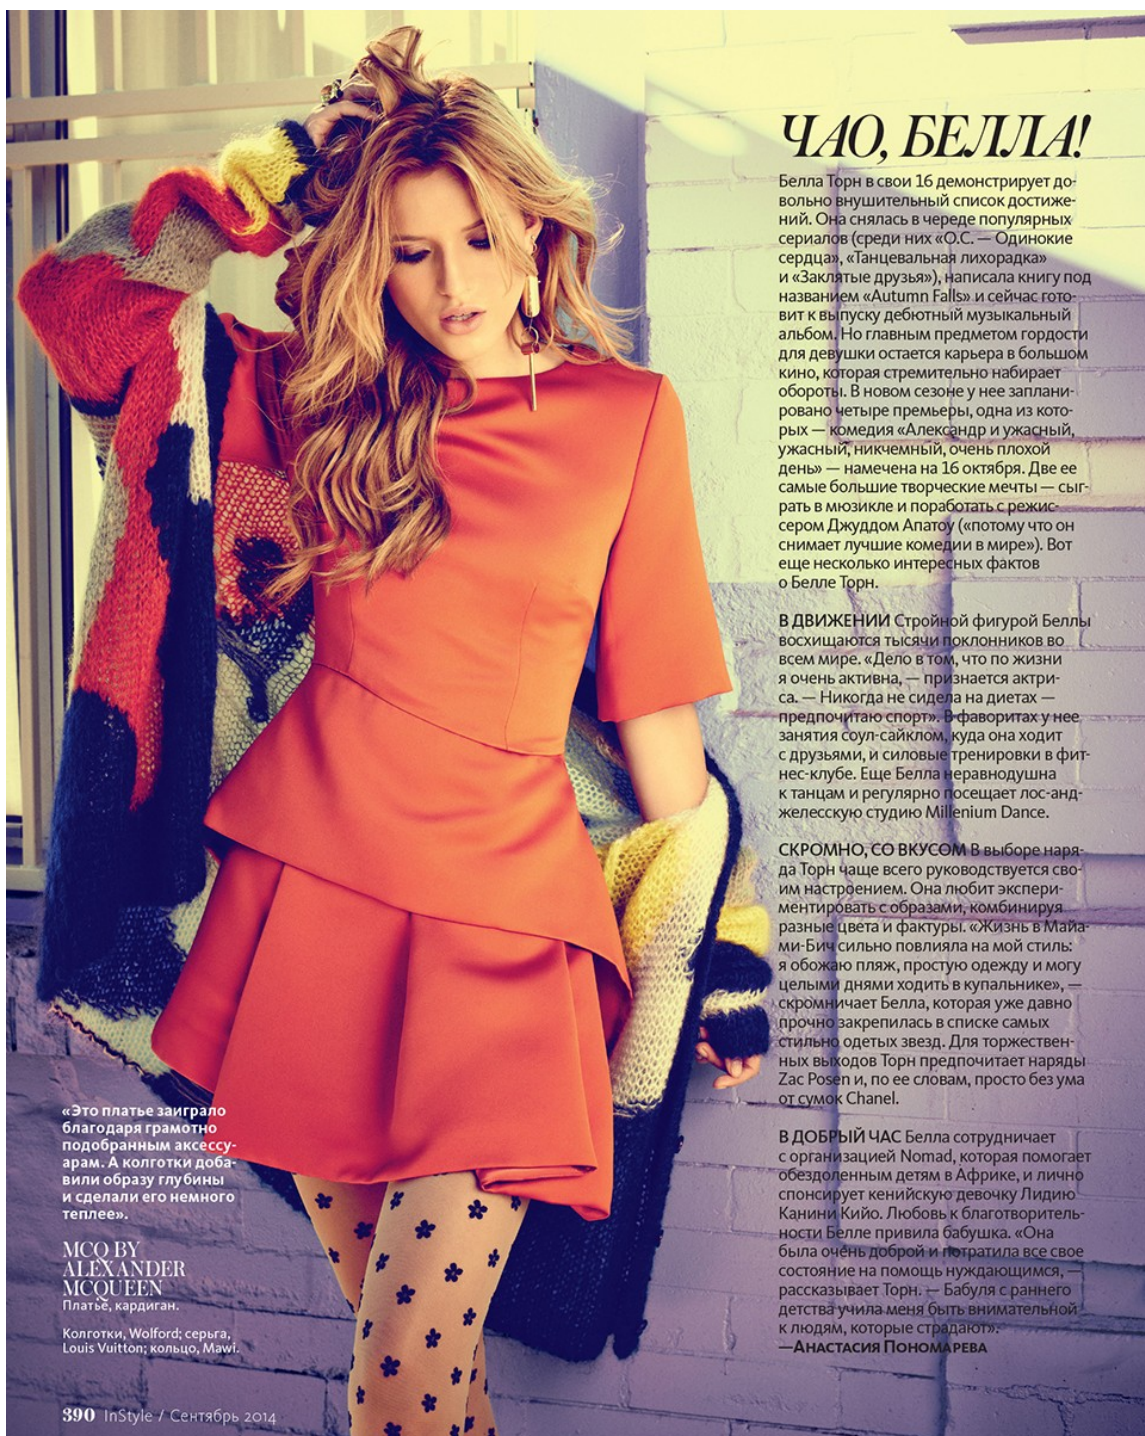 ЧАО, БЕЛЛА!
Белла Торн в свои 16 демонстрирует до-
вольно внушительный список достиже-
ний. Она снялась в череде популярных
сериалов (среди них «О.С. — Одинокие
сердца», «Танцевальная лихорадка»
и «Заклятые друзья»), написала книгу под
названием «Autumn Falls» и сейчас гото-
вит к выпуску дебютный музыкальный
альбом. Но главным предметом гордости
для девушки остается карьера в большом
кино, которая стремительно набирает
обороты. В новом сезоне у нее заплани-
ровано четыре премьеры, одна из кото-
рых — комедия «Александр и ужасный,
ужасный, никчемный, очень плохой
день» — намечена на 16 октября. Две ее
самые большие творческие мечты — сыг-
рать в мюзикле и поработать с режис-
сером Джуддом Апатоу («потому что он
снимает лучшие комедии в мире»). Вот
еще несколько интересных фактов
о Белле Торн.
В ДВИЖЕНИИ Стройной фигурой Беллы
восхищаются тысячи поклонников во
всем мире. «Дело в том, что по жизни
я очень активна, — признается актри-
са. — Никогда не сидела на диетах —
предпочитаю спорт». В фаворитах у нее
занятия соул-сайклом, куда она ходит
с друзьями, и силовые тренировки в фит-
нес-клубе. Еще Белла неравнодушна
к танцам и регулярно посещает лос-анд-
желесскую студию Millenium Dance.
СКРОМНО, СО ВКУСОМ В выборе наря-
да Торн чаще всего руководствуется сво-
им настроением. Она любит экспери-
ментировать с образами, комбинируя
разные цвета и фактуры. «Жизнь в Майа-
ми-Бич сильно повлияла на мой стиль:
я обожаю пляж, простую одежду и могу
целыми днями ходить в купальнике», —
скромничает Белла, которая уже давно
прочно закрепилась в списке самых
стильно одетых звезд. Для торжествен-
ных выходов Торн предпочитает наряды
Zac Posen и, по ее словам, просто без ума
от сумок Chanel.
В ДОБРЫЙ ЧАС Белла сотрудничает
с организацией Nomad, которая помогает
обездоленным детям в Африке, и лично
спонсирует кенийскую девочку Лидию
Канини Кийо. Любовь к благотворитель-
ности Белле привила бабушка. «Она
была очень доброй и потратила все свое
состояние на помощь нуждающимся, —
рассказывает Торн. — Бабуля с раннего
детства учила меня быть внимательной
к людям, которые страдают».
—АНАСТАСИЯ ПОНОМАРЕВА
«Это платье заиграло
благодаря грамотно
подобранным аксессу-
арам. А колготки доба-
вили образу глубины
и сделали его немного
теплее».
MCQ BY
ALEXANDER
MCQUEEN
Платье, кардиган.
Колготки, Wolford; серьга,
Louis Vuitton; кольцо, Mawi.
390 InStyle / Сентябрь 2014